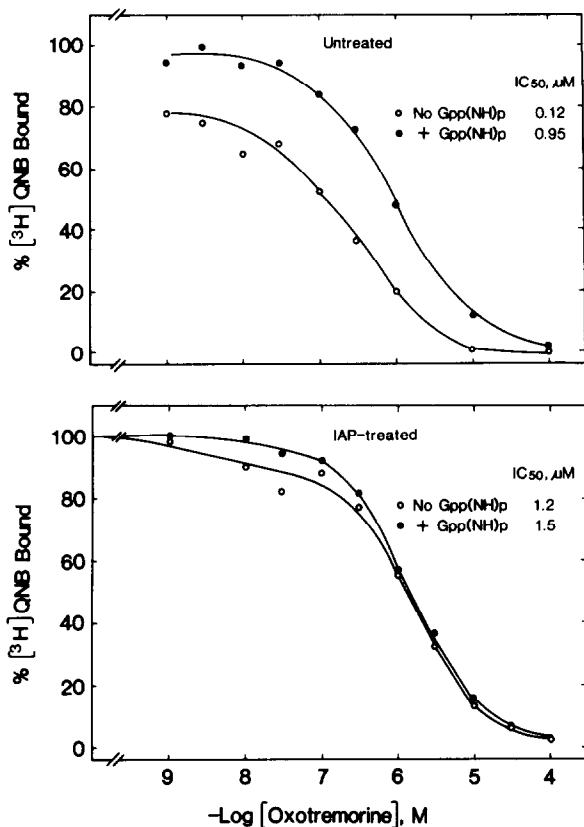 Untreated
IC50, μM
○ No Gpp(NH)p 0.12
● + Gpp(NH)p 0.95
% [³H] QNB Bound
100
80
60
40
20
0
IAP-treated
IC50, μM
○ No Gpp(NH)p 1.2
● + Gpp(NH)p 1.5
% [³H] QNB Bound
100
80
60
40
20
0
9 8 7 6 5 4
-Log [Oxotremorine], M